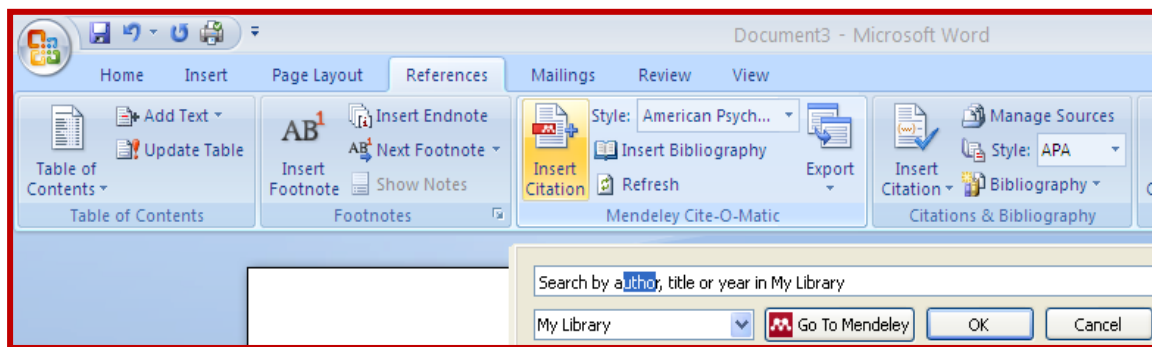 Document3 - Microsoft Word
Home Insert Page Layout References Mailings Review View
Table of Contents
Add Text
Update Table
Table of Contents
AB1
Insert Footnote
Insert Endnote
AB1 Next Footnote
Show Notes
Footnotes
Insert Citation
Style: American Psych...
Insert Bibliography
Refresh
Export
Mendeley Cite-O-Matic
Insert Citation
Manage Sources
Style: APA
Bibliography
Citations & Bibliography
Search by author, title or year in My Library
My Library Go To Mendeley OK Cancel